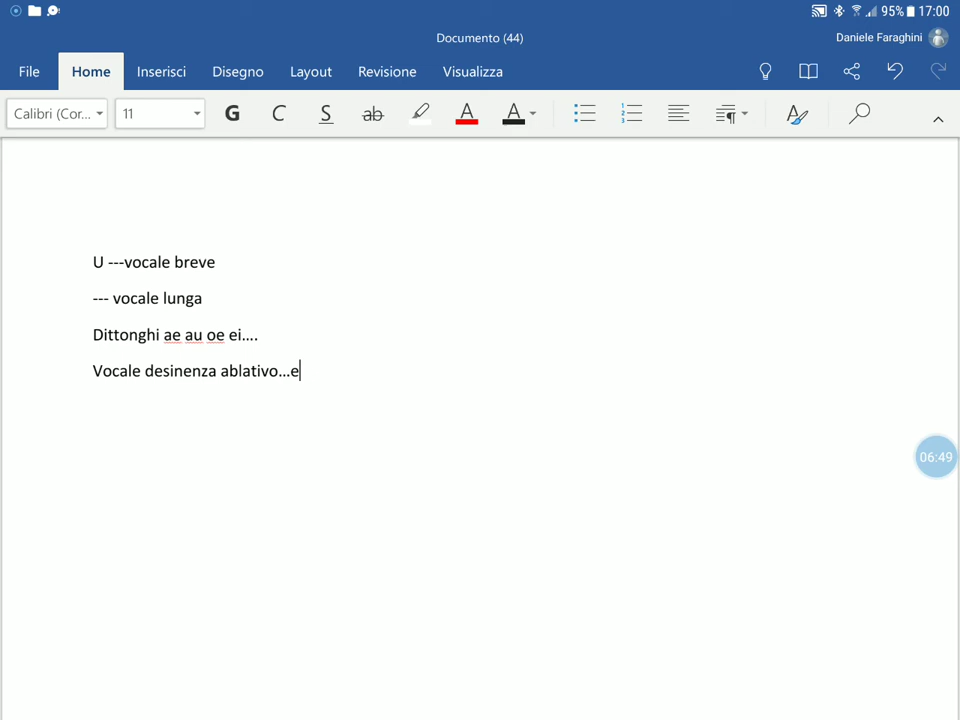 95% 17:00
Documento (44)
Daniele Faraghini
File Home Inserisci Disegno Layout Revisione Visualizza
Calibri (Cor... 11 G C S ab A A
U ---vocale breve
--- vocale lunga
Dittonghi ae au oe ei....
Vocale desinenza ablativo...e
06:49